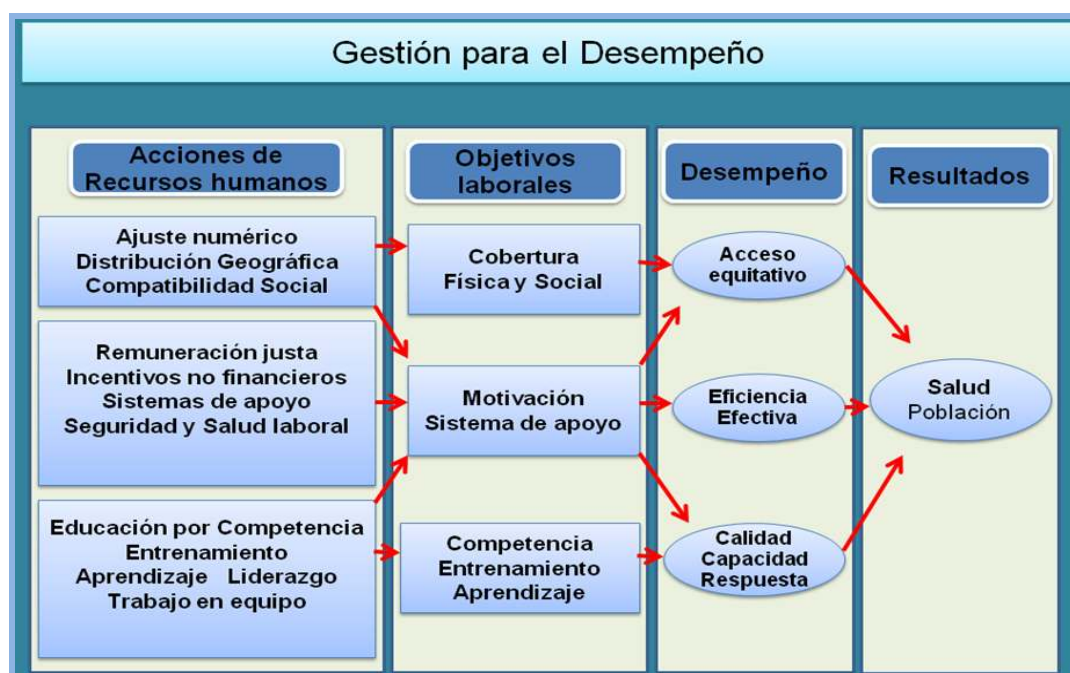 Gestión para el Desempeño
Acciones de
Recursos humanos
Ajuste numérico
Distribución Geográfica
Compatibilidad Social
Remuneración justa
Incentivos no financieros
Sistemas de apoyo
Seguridad y Salud laboral
Educación por Competencia
Entrenamiento
Aprendizaje Liderazgo
Trabajo en equipo
Objetivos
laborales
Cobertura
Física y Social
Motivación
Sistema de apoyo
Competencia
Entrenamiento
Aprendizaje
Desempeño
Acceso
equitativo
Eficiencia
Efectiva
Calidad
Capacidad
Respuesta
Resultados
Salud
Población